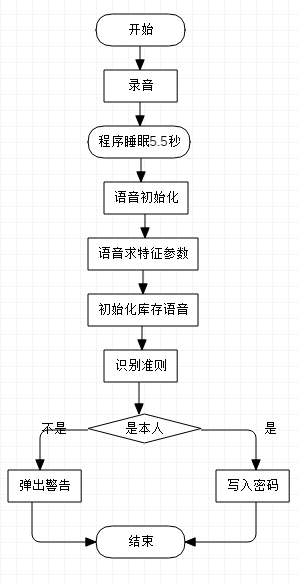 开始
录音
程序睡眠5.5秒
语音初始化
语音求特征参数
初始化库存语音
识别准则
是本人
不是
是
弹出警告
写入密码
结束